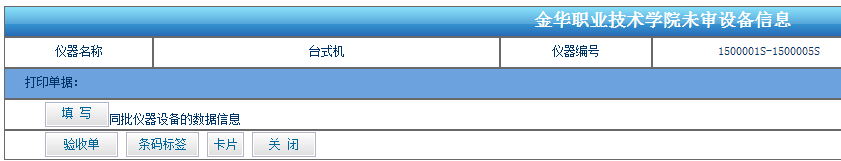 金华职业技术学院未审设备信息
仪器名称 台式机 仪器编号 1500001S-1500005S
打印单据:
填 写 同批仪器设备的数据信息
验收单 条码标签 卡片 关 闭